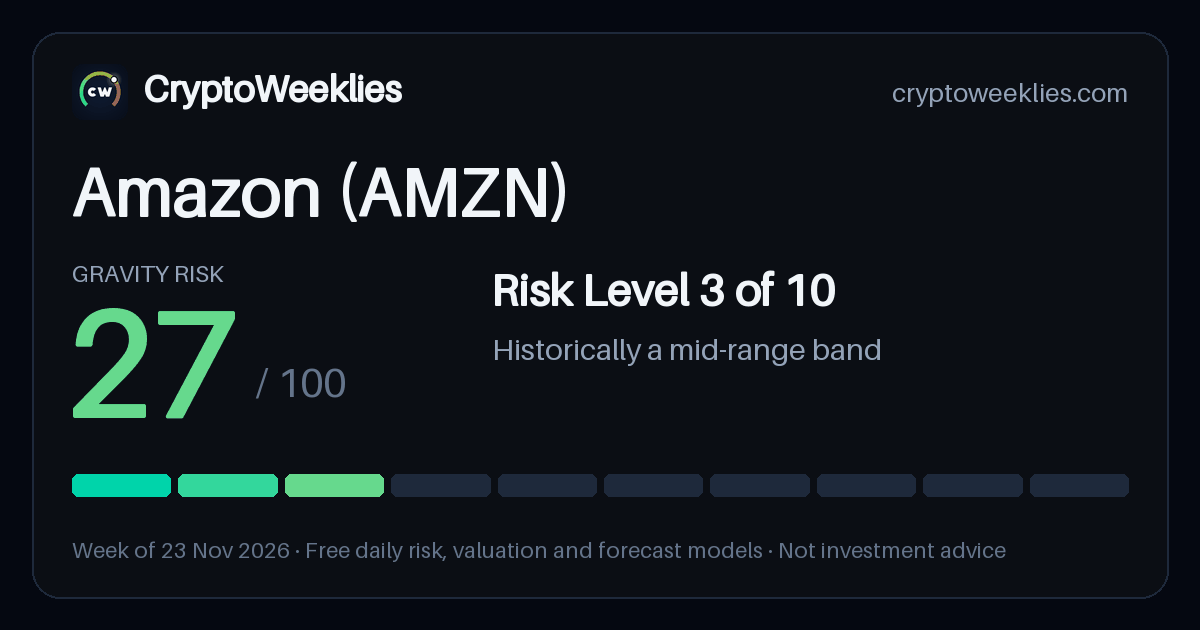 CW
CryptoWeeklies
cryptoweeklies.com
Amazon (AMZN)
GRAVITY RISK
27 / 100
Risk Level 3 of 10
Historically a mid-range band
Week of 23 Nov 2026 · Free daily risk, valuation and forecast models · Not investment advice